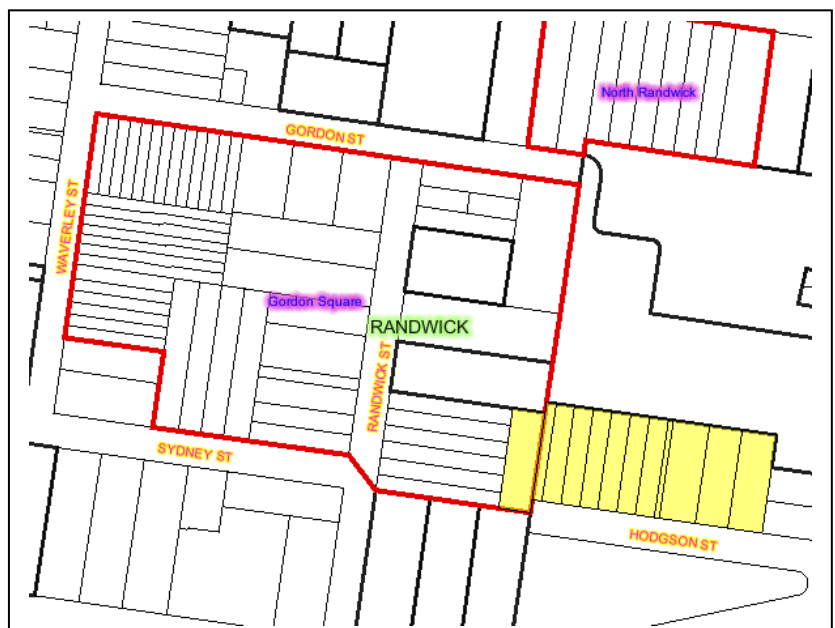 North Randwick
GORDON ST
WAVERLEY ST
Gordon Square
RANDWICK
RANDWICK ST
SYDNEY ST
HODGSON ST